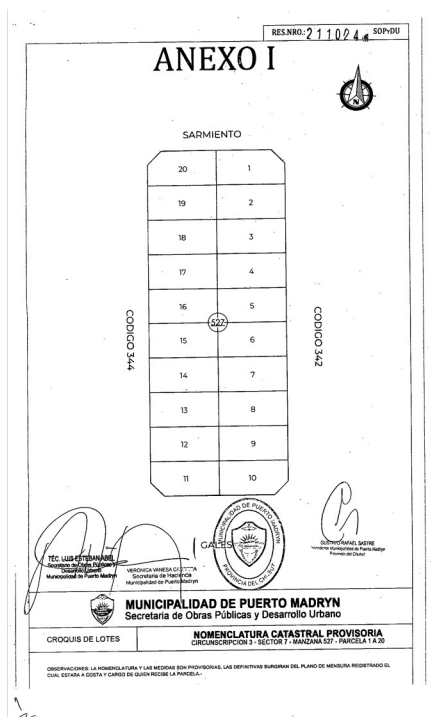 RES.NRO.: 211024 SOPyDU
ANEXO I
N
SARMIENTO
20 1
19 2
18 3
17 4
16 5
527
15 6
14 7
13 8
12 9
11 10
CODIGO 344
CODIGO 342
GALES
MUNICIPALIDAD DE PUERTO MADRYN
PROVINCIA DEL CHUBUT
TÉC. LUIS ESTEBAN ABEL
Secretario de Obras Públicas y
Desarrollo Urbano
Municipalidad de Puerto Madryn
VERONICA VANESA
Secretaria de Hacienda
Municipalidad de Puerto Madryn
GUSTAVO RAFAEL SASTRE
Intendente Municipalidad de Puerto Madryn
Provincia del Chubut
MUNICIPALIDAD DE PUERTO MADRYN
Secretaria de Obras Públicas y Desarrollo Urbano
CROQUIS DE LOTES
NOMENCLATURA CATASTRAL PROVISORIA
CIRCUNSCRIPCION 3 - SECTOR 7 - MANZANA 527 - PARCELA 1 A 20
OBSERVACIONES: LA NOMENCLATURA Y LAS MEDIDAS SON PROVISORIAS, LAS DEFINITIVAS SURGIRAN DEL PLANO DE MENSURA REGISTRADO EL
CUAL ESTARA A COSTA Y CARGO DE QUIEN RECIBE LA PARCELA.-